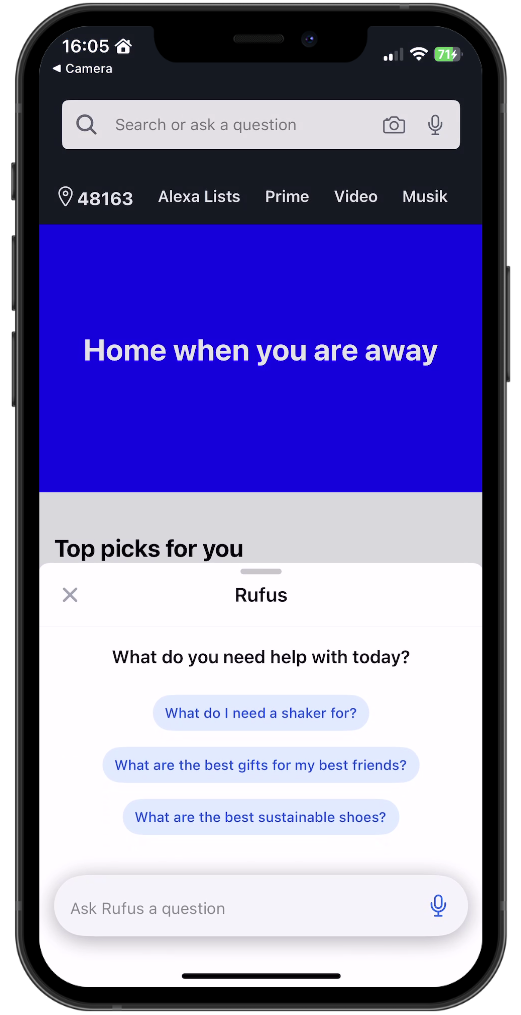 16:05
71
◀ Camera
Search or ask a question
48163 Alexa Lists Prime Video Musik
Home when you are away
Top picks for you
Rufus
What do you need help with today?
What do I need a shaker for?
What are the best gifts for my best friends?
What are the best sustainable shoes?
Ask Rufus a question